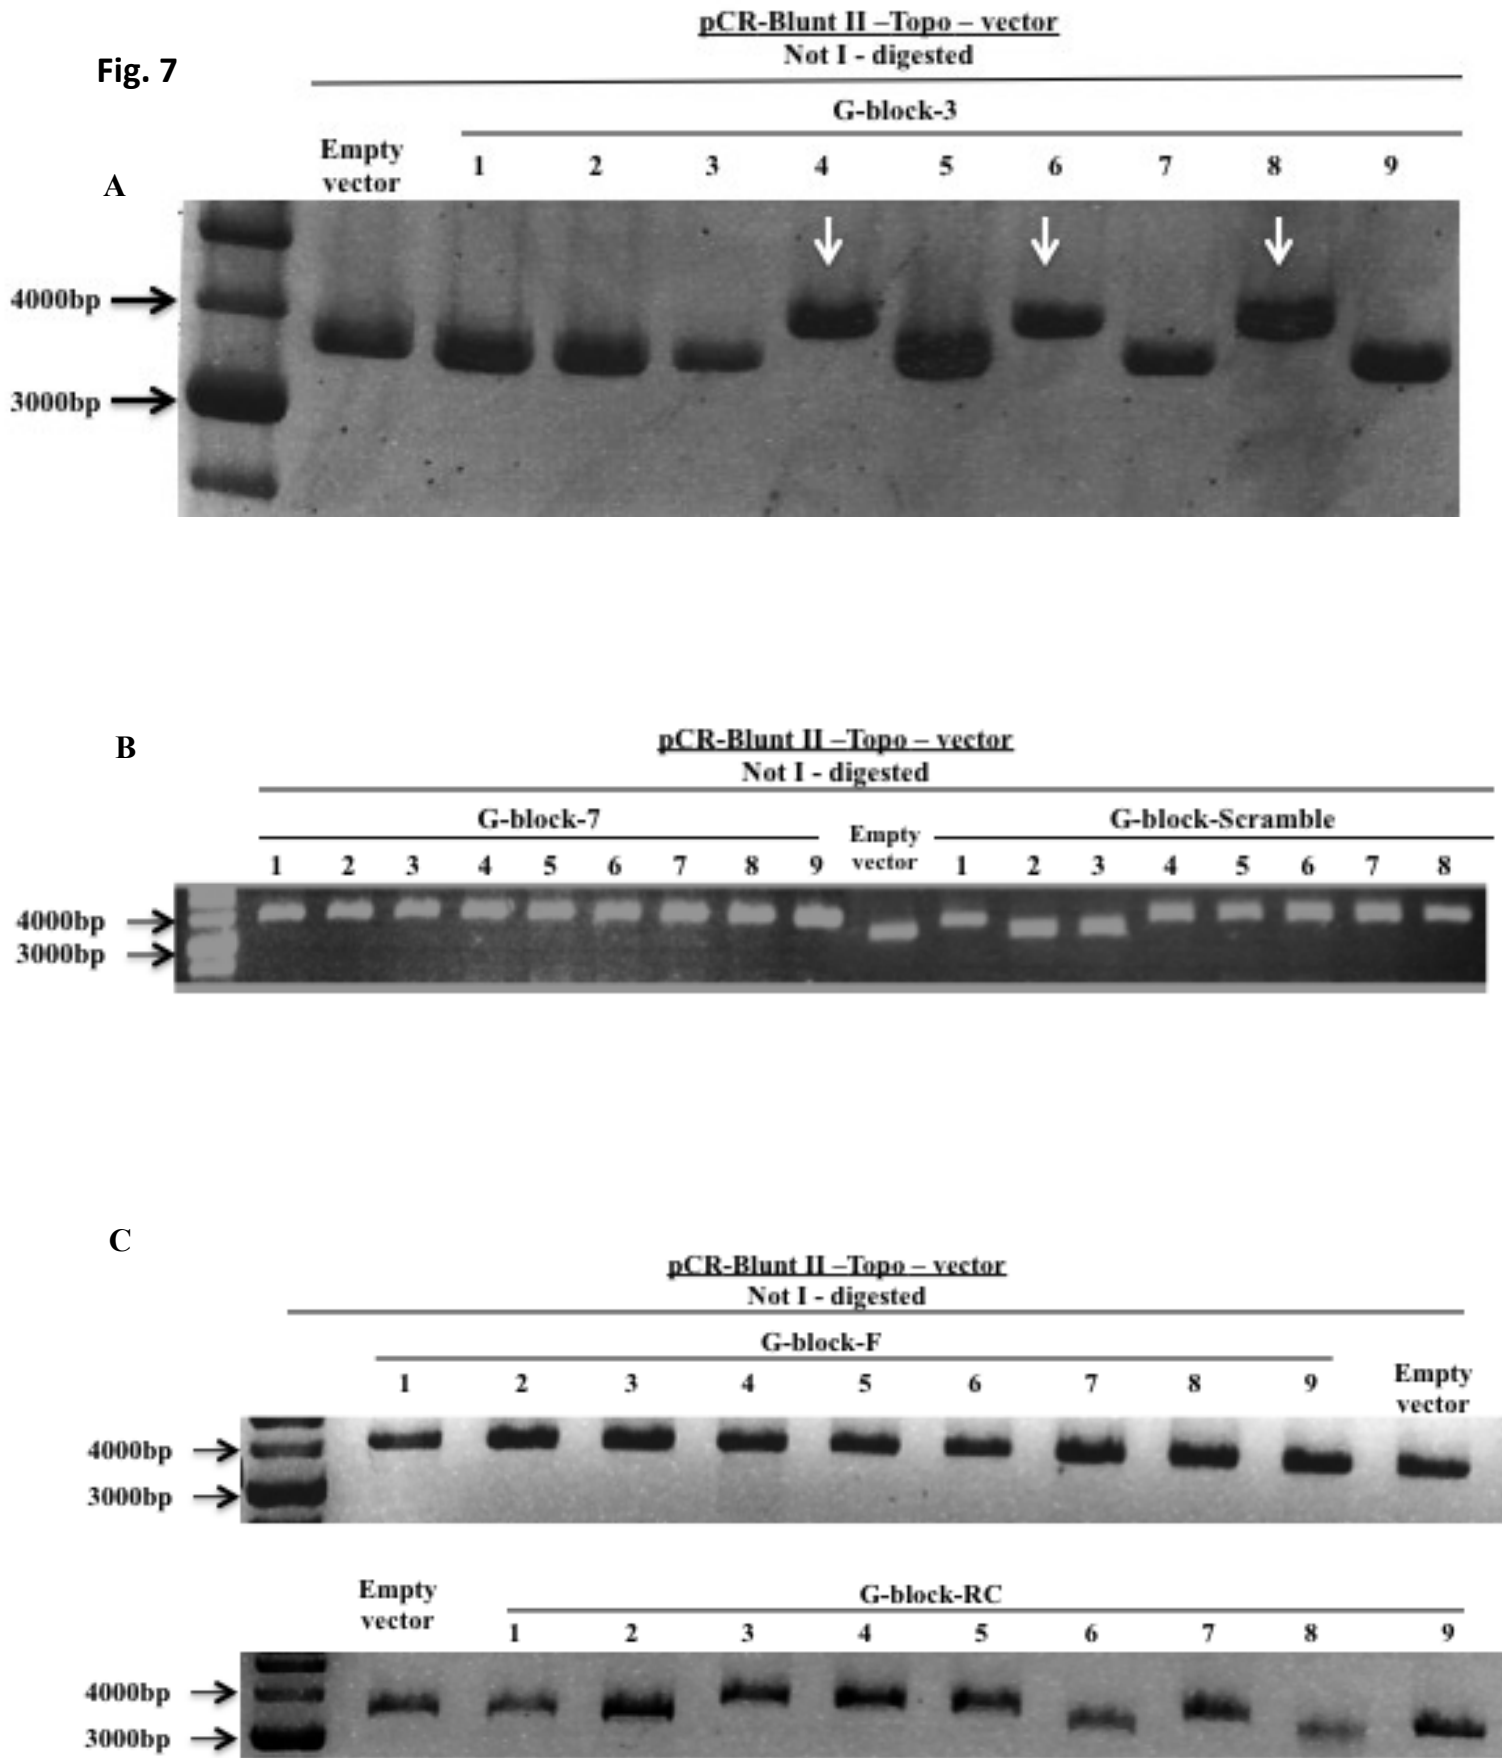 Fig. 7
pCR-Blunt II –Topo – vector
Not I - digested
G-block-3
Empty vector
1 2 3 4 5 6 7 8 9
A
4000bp
3000bp
B
pCR-Blunt II –Topo – vector
Not I - digested
G-block-7
Empty vector
G-block-Scramble
1 2 3 4 5 6 7 8 9
1 2 3 4 5 6 7 8
4000bp
3000bp
C
pCR-Blunt II –Topo – vector
Not I - digested
G-block-F
1 2 3 4 5 6 7 8 9
Empty vector
4000bp
3000bp
Empty vector
G-block-RC
1 2 3 4 5 6 7 8 9
4000bp
3000bp